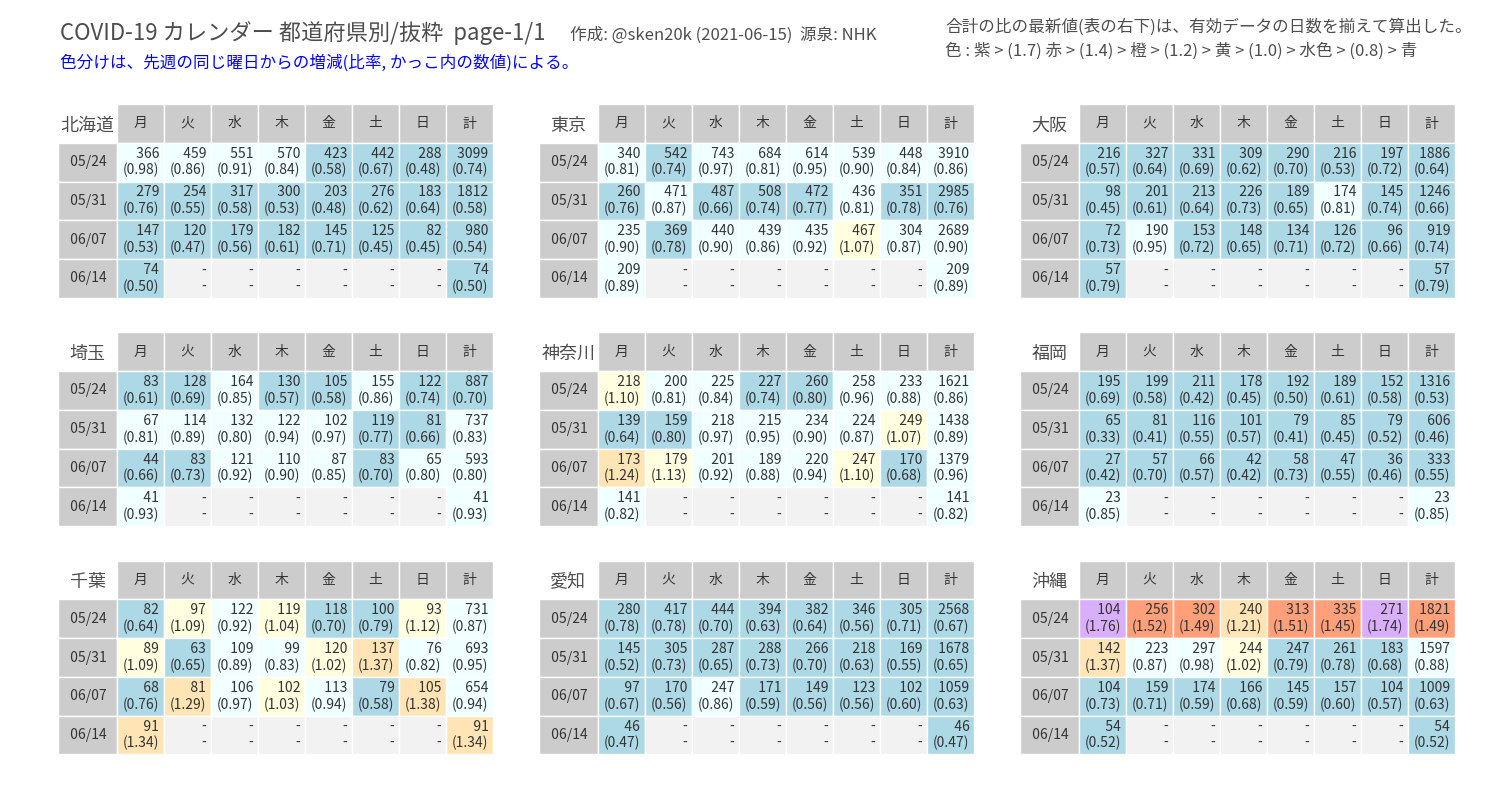 COVID-19 カレンダー 都道府県別/抜粋 page-1/1 作成: @sken20k (2021-06-15) 源泉: NHK
合計の比の最新値(表の右下)は、有効データの日数を揃えて算出した。
色分けは、先週の同じ曜日からの増減(比率, かっこ内の数値)による。
色 : 紫 > (1.7) 赤 > (1.4) > 橙 > (1.2) > 黄 > (1.0) > 水色 > (0.8) > 青
北海道 月 火 水 木 金 土 日 計
05/24 366 459 551 570 423 442 288 3099
(0.98) (0.86) (0.91) (0.84) (0.58) (0.67) (0.48) (0.74)
05/31 279 254 317 300 203 276 183 1812
(0.76) (0.55) (0.58) (0.53) (0.48) (0.62) (0.64) (0.58)
06/07 147 120 179 182 145 125 82 980
(0.53) (0.47) (0.56) (0.61) (0.71) (0.45) (0.45) (0.54)
06/14 74 - - - - - - 74
(0.50) - - - - - - (0.50)
東京 月 火 水 木 金 土 日 計
05/24 340 542 743 684 614 539 448 3910
(0.81) (0.74) (0.97) (0.81) (0.95) (0.90) (0.84) (0.86)
05/31 260 471 487 508 472 436 351 2985
(0.76) (0.87) (0.66) (0.74) (0.77) (0.81) (0.78) (0.76)
06/07 235 369 440 439 435 467 304 2689
(0.90) (0.78) (0.90) (0.86) (0.92) (1.07) (0.87) (0.90)
06/14 209 - - - - - - 209
(0.89) - - - - - - (0.89)
大阪 月 火 水 木 金 土 日 計
05/24 216 327 331 309 290 216 197 1886
(0.57) (0.64) (0.69) (0.62) (0.70) (0.53) (0.72) (0.64)
05/31 98 201 213 226 189 174 145 1246
(0.45) (0.61) (0.64) (0.73) (0.65) (0.81) (0.74) (0.66)
06/07 72 190 153 148 134 126 96 919
(0.73) (0.95) (0.72) (0.65) (0.71) (0.72) (0.66) (0.74)
06/14 57 - - - - - - 57
(0.79) - - - - - - (0.79)
埼玉 月 火 水 木 金 土 日 計
05/24 83 128 164 130 105 155 122 887
(0.61) (0.69) (0.85) (0.57) (0.58) (0.86) (0.74) (0.70)
05/31 67 114 132 122 102 119 81 737
(0.81) (0.89) (0.80) (0.94) (0.97) (0.77) (0.66) (0.83)
06/07 44 83 121 110 87 83 65 593
(0.66) (0.73) (0.92) (0.90) (0.85) (0.70) (0.80) (0.80)
06/14 41 - - - - - - 41
(0.93) - - - - - - (0.93)
神奈川 月 火 水 木 金 土 日 計
05/24 218 200 225 227 260 258 233 1621
(1.10) (0.81) (0.84) (0.74) (0.80) (0.96) (0.88) (0.86)
05/31 139 159 218 215 234 224 249 1438
(0.64) (0.80) (0.97) (0.95) (0.90) (0.87) (1.07) (0.89)
06/07 173 179 201 189 220 247 170 1379
(1.24) (1.13) (0.92) (0.88) (0.94) (1.10) (0.68) (0.96)
06/14 141 - - - - - - 141
(0.82) - - - - - - (0.82)
福岡 月 火 水 木 金 土 日 計
05/24 195 199 211 178 192 189 152 1316
(0.69) (0.58) (0.42) (0.45) (0.50) (0.61) (0.58) (0.53)
05/31 65 81 116 101 79 85 79 606
(0.33) (0.41) (0.55) (0.57) (0.41) (0.45) (0.52) (0.46)
06/07 27 57 66 42 58 47 36 333
(0.42) (0.70) (0.57) (0.42) (0.73) (0.55) (0.46) (0.55)
06/14 23 - - - - - - 23
(0.85) - - - - - - (0.85)
千葉 月 火 水 木 金 土 日 計
05/24 82 97 122 119 118 100 93 731
(0.64) (1.09) (0.92) (1.04) (0.70) (0.79) (1.12) (0.87)
05/31 89 63 109 99 120 137 76 693
(1.09) (0.65) (0.89) (0.83) (1.02) (1.37) (0.82) (0.95)
06/07 68 81 106 102 113 79 105 654
(0.76) (1.29) (0.97) (1.03) (0.94) (0.58) (1.38) (0.94)
06/14 91 - - - - - - 91
(1.34) - - - - - - (1.34)
愛知 月 火 水 木 金 土 日 計
05/24 280 417 444 394 382 346 305 2568
(0.78) (0.78) (0.70) (0.63) (0.64) (0.56) (0.71) (0.67)
05/31 145 305 287 288 266 218 169 1678
(0.52) (0.73) (0.65) (0.73) (0.70) (0.63) (0.55) (0.65)
06/07 97 170 247 171 149 123 102 1059
(0.67) (0.56) (0.86) (0.59) (0.56) (0.56) (0.60) (0.63)
06/14 46 - - - - - - 46
(0.47) - - - - - - (0.47)
沖縄 月 火 水 木 金 土 日 計
05/24 104 256 302 240 313 335 271 1821
(1.76) (1.52) (1.49) (1.21) (1.51) (1.45) (1.74) (1.49)
05/31 142 223 297 244 247 261 183 1597
(1.37) (0.87) (0.98) (1.02) (0.79) (0.78) (0.68) (0.88)
06/07 104 159 174 166 145 157 104 1009
(0.73) (0.71) (0.59) (0.68) (0.59) (0.60) (0.57) (0.63)
06/14 54 - - - - - - 54
(0.52) - - - - - - (0.52)